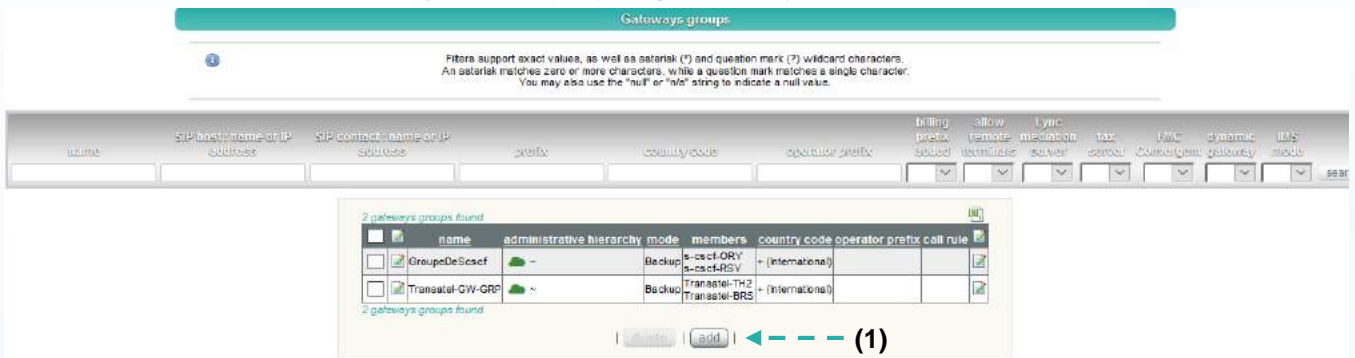 Gateways groups
Filters support exact values, as well as asterisk (*) and question mark (?) wildcard characters.
An asterisk matches zero or more characters, while a question mark matches a single character.
You may also use the "null" or "n/a" string to indicate a null value.
name
SIP host : name or IP address
SIP contact : name or IP address
prefix
country code
operator prefix
billing prefix added
allow remote terminals
Lync mediation server
fax server
FMC Convergent
dynamic gateway
IMS mode
sear
2 gateways groups found
name administrative hierarchy mode members country code operator prefix call rule
GroupeDeScscf ~ Backup s-cscf-ORY + (International)
s-cscf-RSY
Transatel-GW-GRP ~ Backup Transatel-TH2 + (International)
Transatel-BRS
2 gateways groups found
| delete | add | (1)